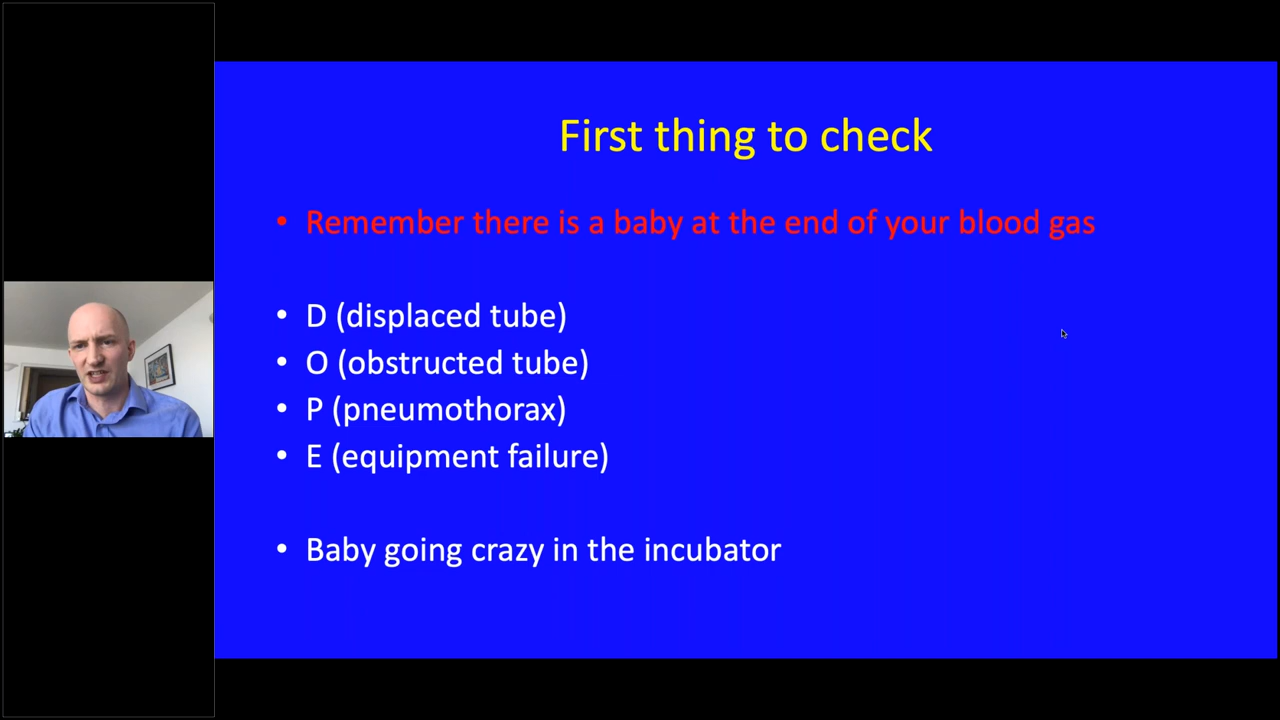 First thing to check
• Remember there is a baby at the end of your blood gas
• D (displaced tube)
• O (obstructed tube)
• P (pneumothorax)
• E (equipment failure)
• Baby going crazy in the incubator